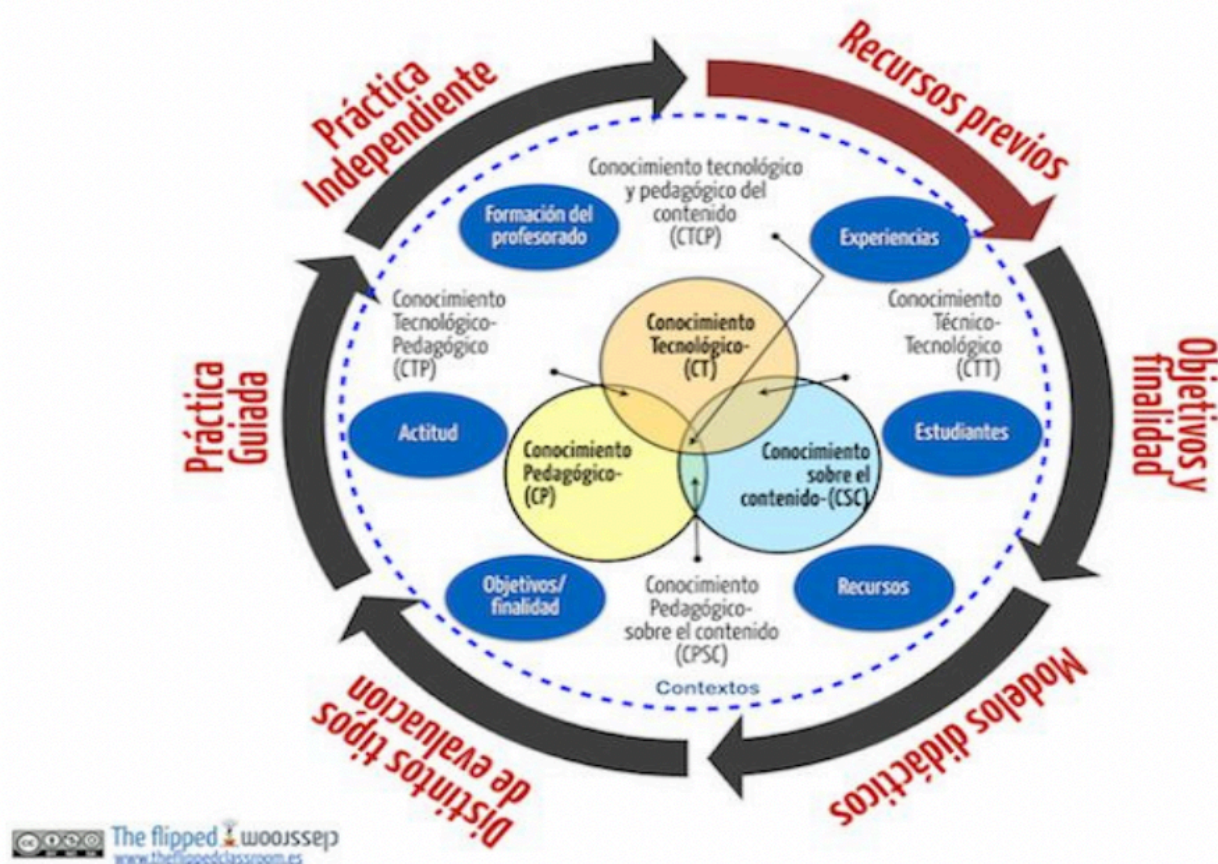 Práctica
Independiente
Recursos previos
Conocimiento tecnológico
y pedagógico del
contenido
(CTCP)
Formación del
profesorado
Experiencias
Conocimiento
Tecnológico-
Pedagógico
(CTP)
Conocimiento
Tecnológico-
(CT)
Conocimiento
Técnico-
Tecnológico
(CTT)
Objetivos y
finalidad
Práctica
Guiada
Actitud
Estudiantes
Conocimiento
Pedagógico-
(CP)
Conocimiento
sobre el
contenido-(CSC)
Objetivos/
finalidad
Conocimiento
Pedagógico-
sobre el contenido
(CPSC)
Recursos
Contextos
Distintos tipos
de evaluación
Modelos didácticos
The flipped classroom
www.theflippedclassroom.es